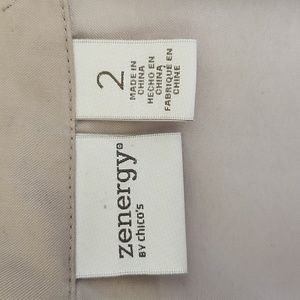 2
MADE IN
CHINA
HECHO EN
CHINA
FABRIQUÉ EN
CHINE
zenergy®
BY CHICO'S